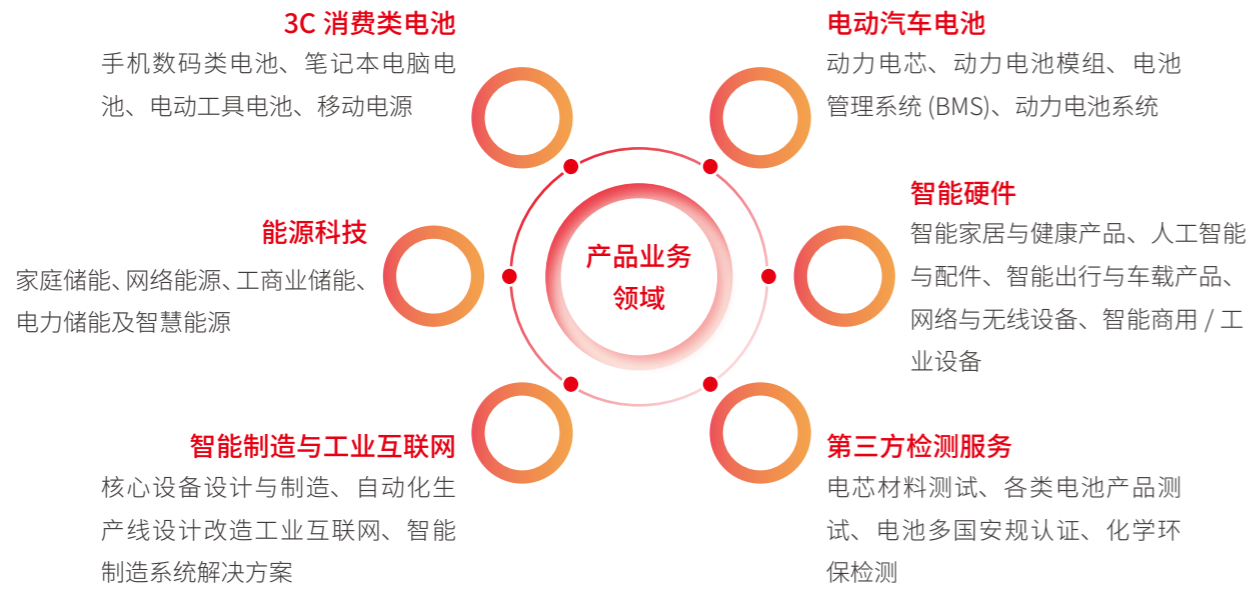 3C 消费类电池
手机数码类电池、笔记本电脑电
池、电动工具电池、移动电源
电动汽车电池
动力电芯、动力电池模组、电池
管理系统 (BMS)、动力电池系统
能源科技
家庭储能、网络能源、工商业储能、
电力储能及智慧能源
产品业务
领域
智能硬件
智能家居与健康产品、人工智能
与配件、智能出行与车载产品、
网络与无线设备、智能商用 / 工
业设备
智能制造与工业互联网
核心设备设计与制造、自动化生
产线设计改造工业互联网、智能
制造系统解决方案
第三方检测服务
电芯材料测试、各类电池产品测
试、电池多国安规认证、化学环
保检测